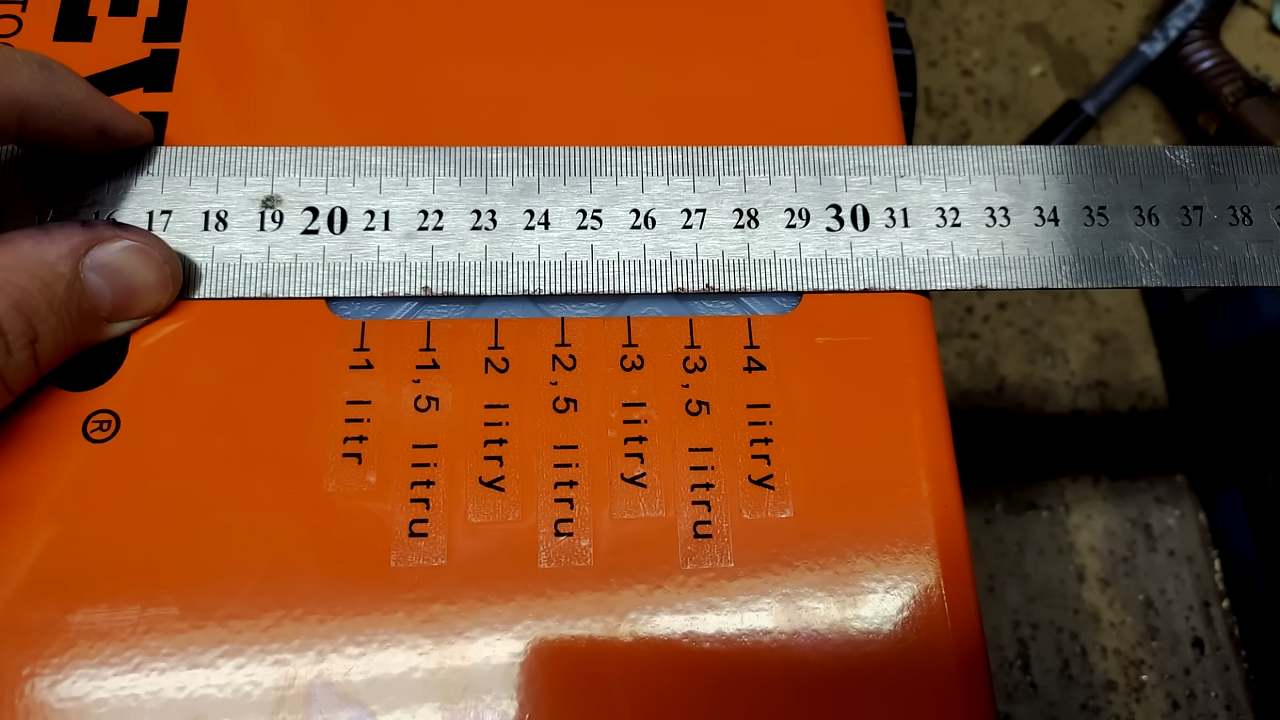 17 18 19 20 21 22 23 24 25 26 27 28 29 30 31 32 33 34 35 36 37 38
1 litr
1,5 litru
2 litry
2,5 litru
3 litry
3,5 litru
4 litry
®